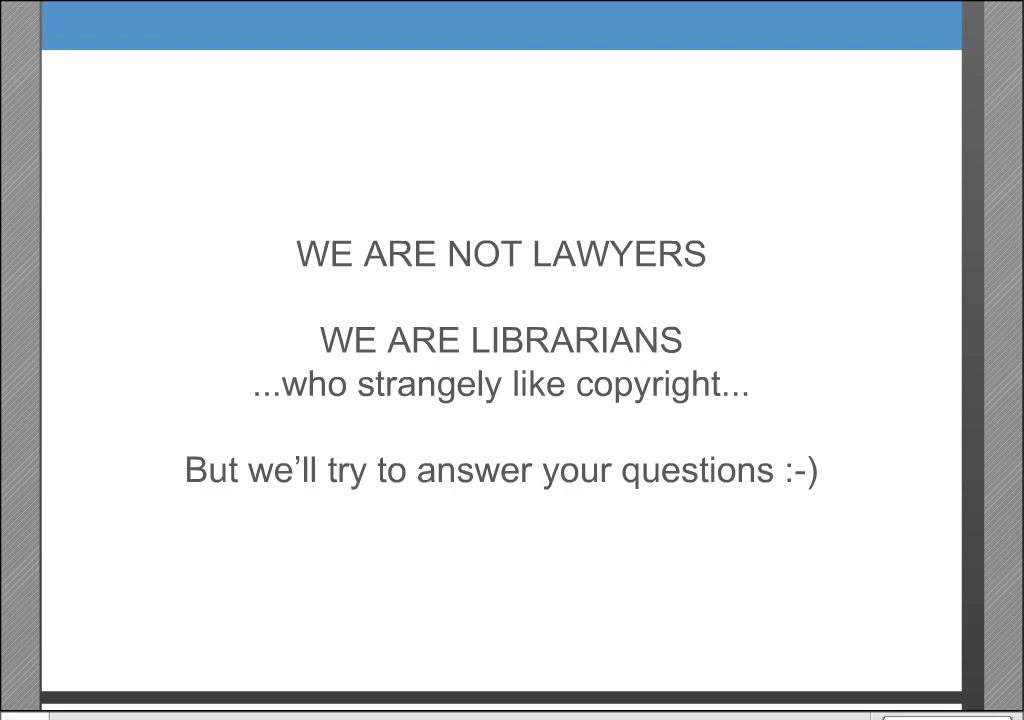 WE ARE NOT LAWYERS
WE ARE LIBRARIANS
...who strangely like copyright...
But we’ll try to answer your questions :-)